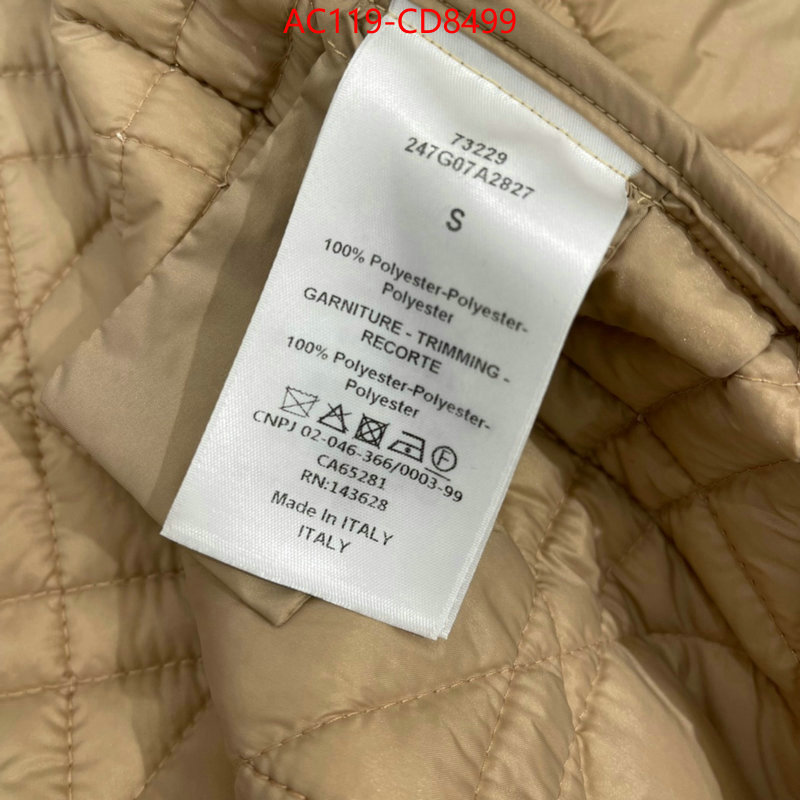 AC119-CD8499
73229
247G07A2827
S
100% Polyester-Polyester-
Polyester
GARNITURE - TRIMMING -
RECORTE
100% Polyester-Polyester-
Polyester
F
CNPJ 02-046-366/0003-99
CA65281
RN:143628
Made In ITALY
ITALY